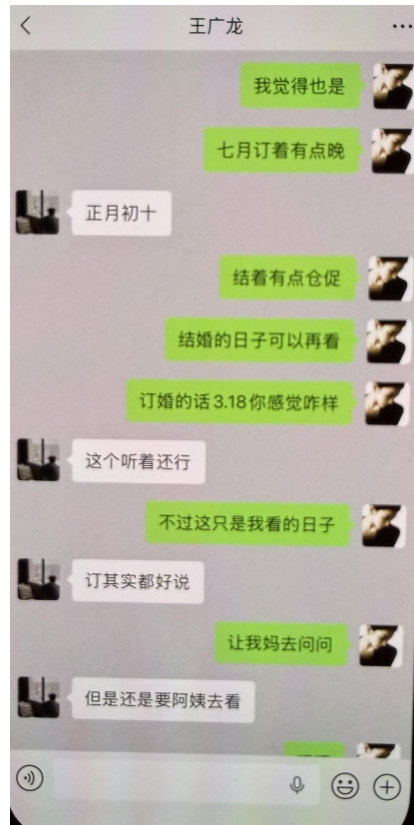 王广龙
我觉得也是
七月订着有点晚
正月初十
结着有点仓促
结婚的日子可以再看
订婚的话3.18你感觉咋样
这个听着还行
不过这只是我看的日子
订其实都好说
让我妈去问问
但是还是要阿姨去看